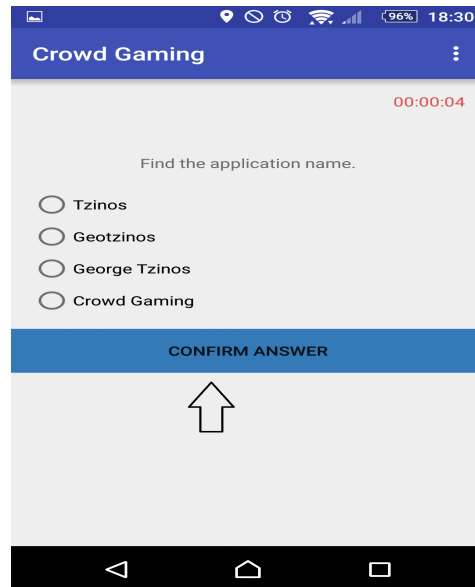 96% 18:30
Crowd Gaming
00:00:04
Find the application name.
Tzinos
Geotzinos
George Tzinos
Crowd Gaming
CONFIRM ANSWER